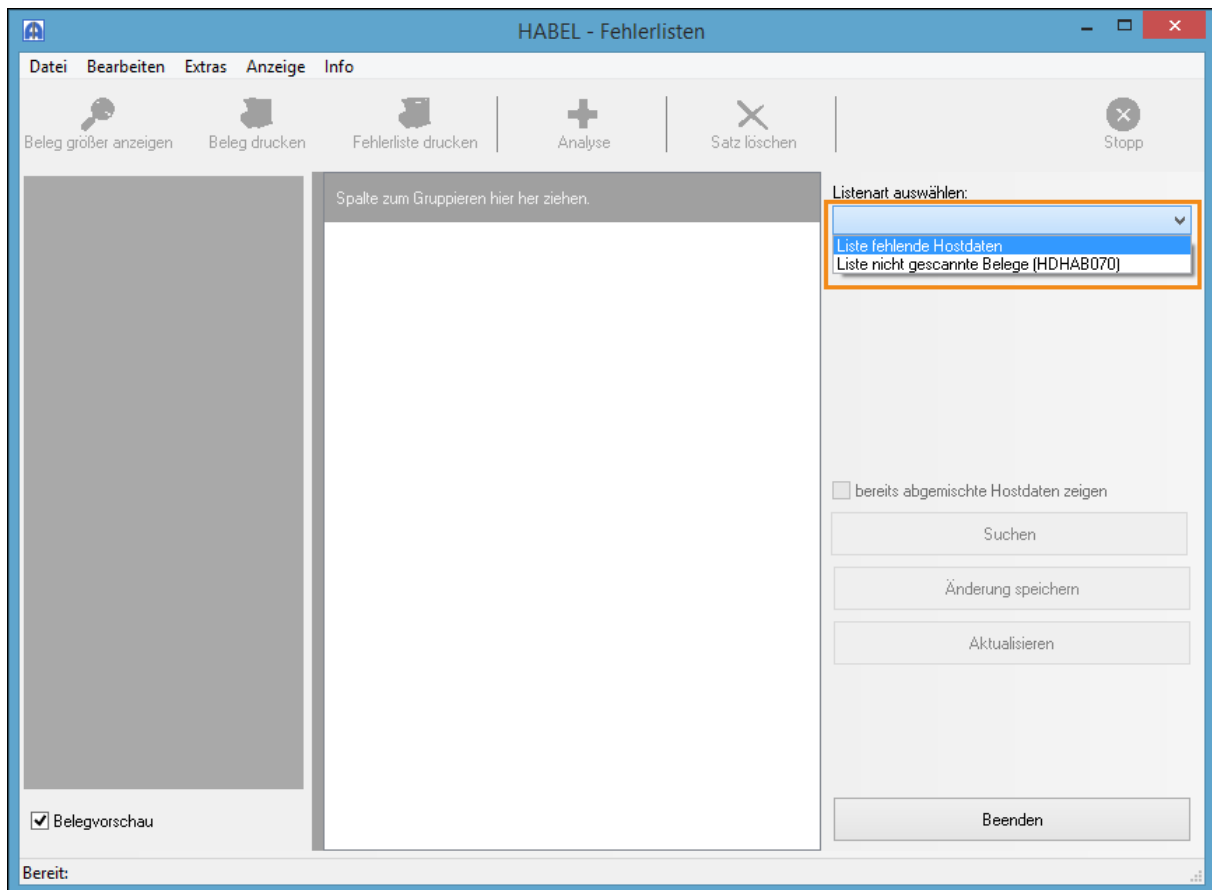 HABEL - Fehlerlisten
Datei Bearbeiten Extras Anzeige Info
Beleg größer anzeigen Beleg drucken Fehlerliste drucken Analyse Satz löschen Stopp
Spalte zum Gruppieren hier her ziehen.
Listenart auswählen:
Liste fehlende Hostdaten
Liste nicht gescannte Belege (HDHAB070)
bereits abgemischte Hostdaten zeigen
Suchen
Änderung speichern
Aktualisieren
Belegvorschau
Beenden
Bereit: